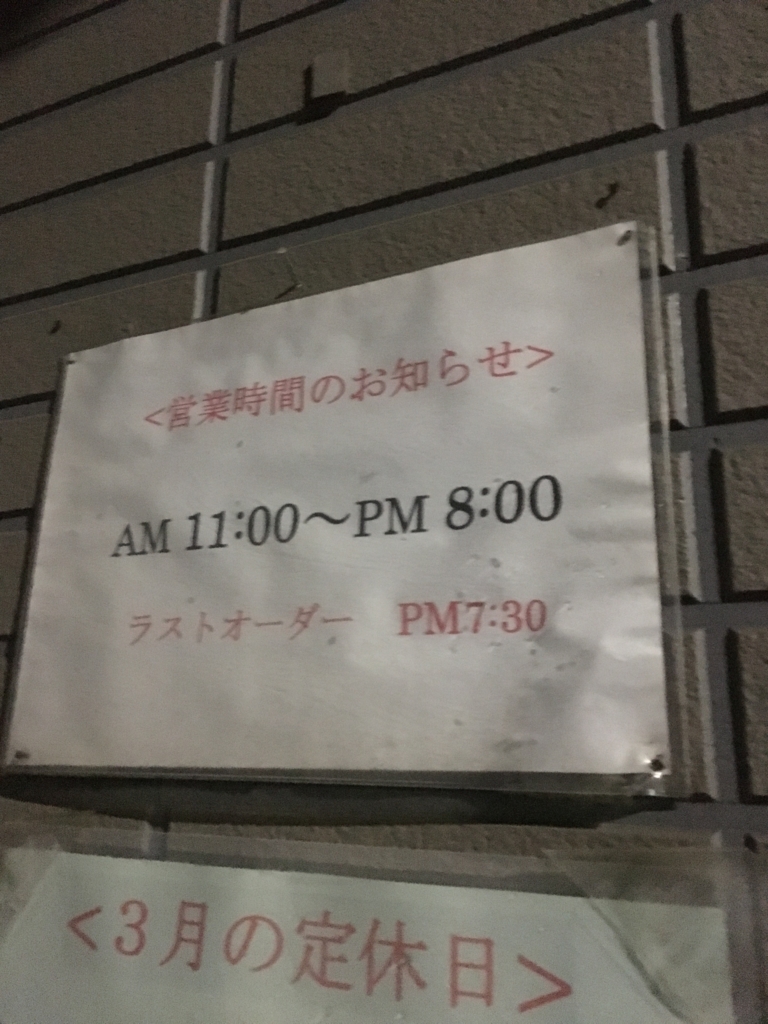 <営業時間のお知らせ>
AM 11:00〜PM 8:00
ラストオーダー　PM7:30
<3月の定休日>